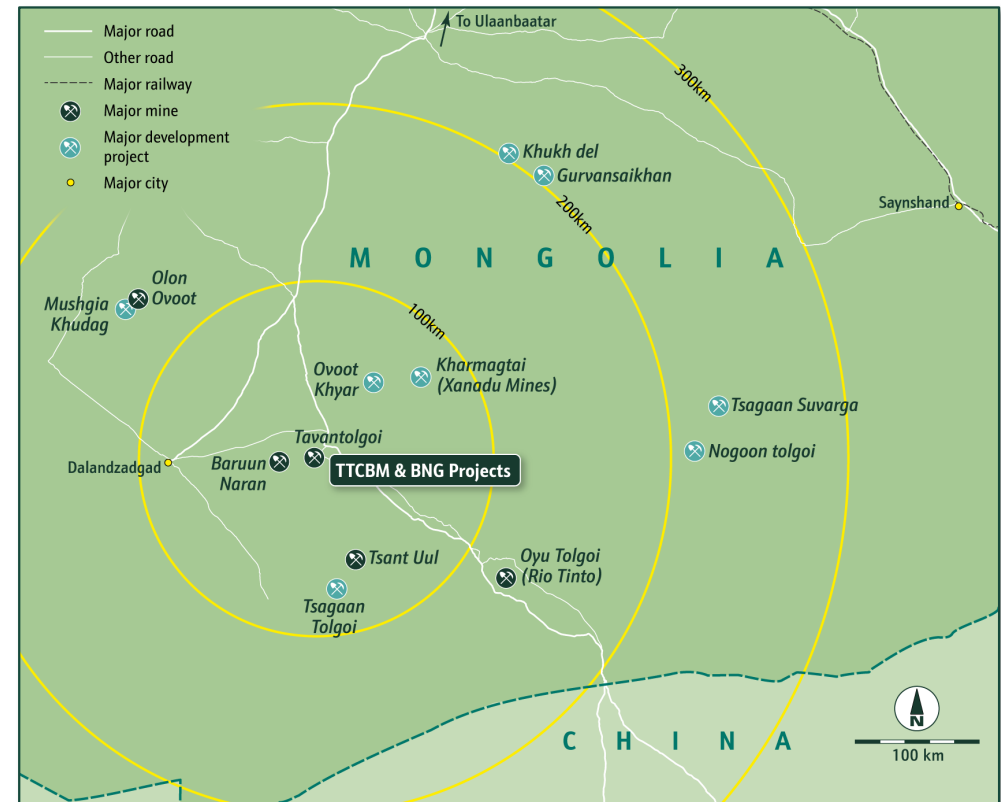 To Ulaanbaatar
Major road
Other road
Major railway
Major mine
Major development
project
Major city
300km
Khukh del
Gurvansaikhan
200km
Saynshand
MONGOLIA
Olon
Ovoot
Mushgia
Khudag
100km
Ovoot
Khyar
Kharmagtai
(Xanadu Mines)
Tsagaan Suvarga
Tavantolgoi
Nogoon tolgoi
Dalandzadgad
Baruun
Naran
TTCBM & BNG Projects
Tsant Uul
Oyu Tolgoi
(Rio Tinto)
Tsagaan
Tolgoi
N
CHINA
100 km